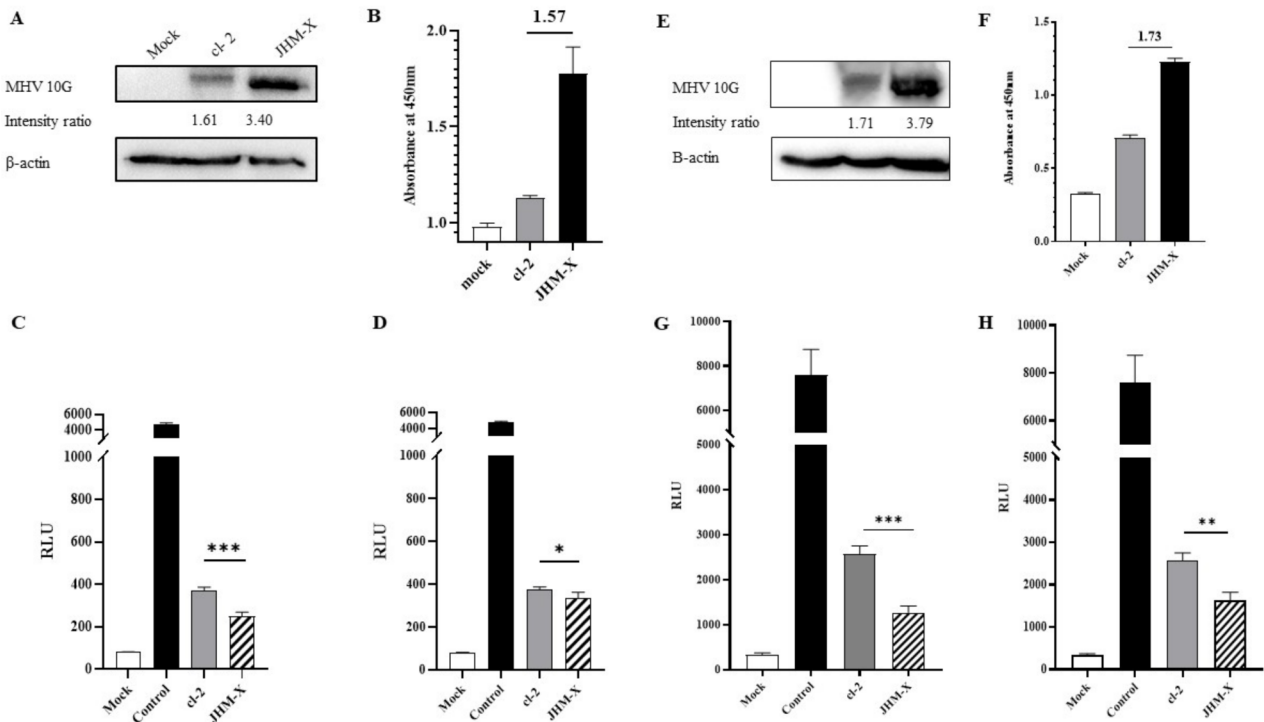 A
Mock
cl- 2
JHM-X
MHV 10G
Intensity ratio
1.61
3.40
β-actin
B
1.57
Absorbance at 450nm
2.0
1.5
1.0
mock
cl-2
JHM-X
E
MHV 10G
Intensity ratio
1.71
3.79
B-actin
F
1.73
Absorbance at 450nm
1.5
1.0
0.5
0.0
Mock
cl-2
JHM-X
C
RLU
6000
4000
1000
800
600
400
200
0
***
Mock
Control
cl-2
JHM-X
D
RLU
6000
4000
1000
800
600
400
200
0
*
Mock
Control
cl-2
JHM-X
G
RLU
10000
8000
6000
5000
4000
3000
2000
1000
0
***
Mock
Control
cl-2
JHM-X
H
RLU
10000
8000
6000
5000
4000
3000
2000
1000
0
**
Mock
Control
cl-2
JHM-X